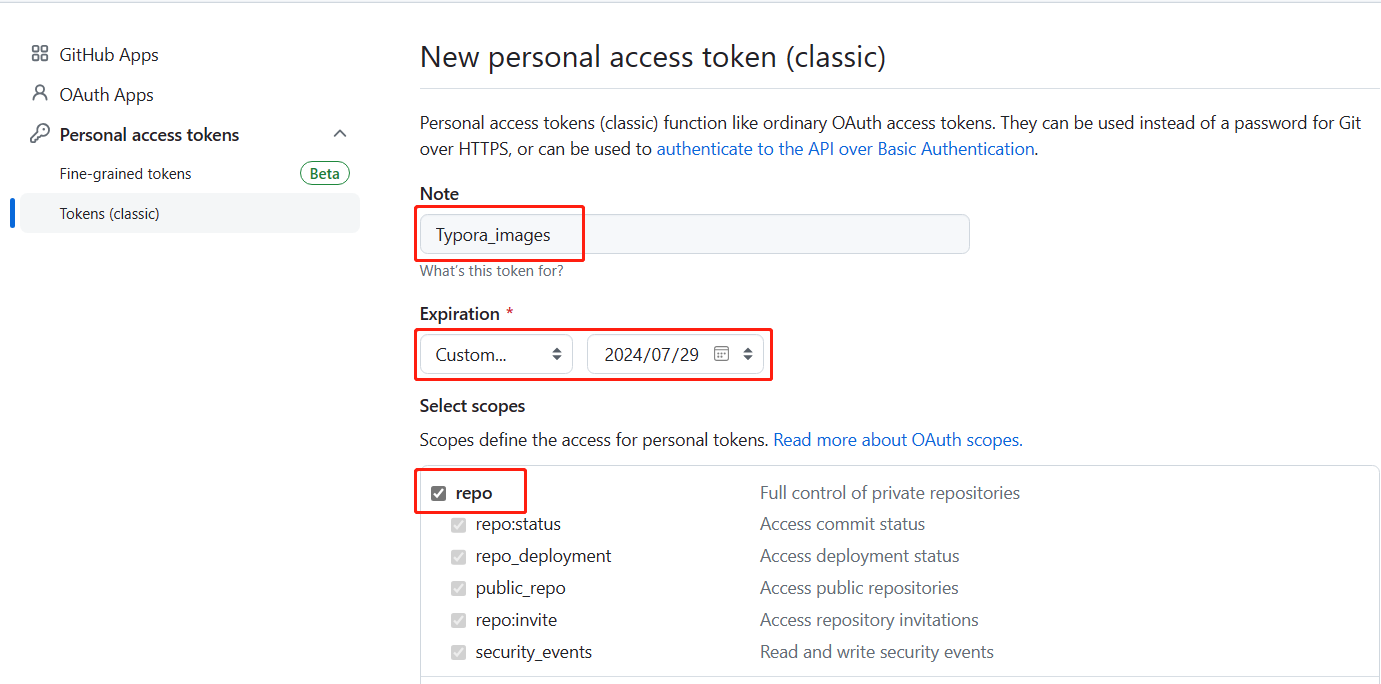 GitHub Apps
OAuth Apps
Personal access tokens
Fine-grained tokens Beta
Tokens (classic)
New personal access token (classic)
Personal access tokens (classic) function like ordinary OAuth access tokens. They can be used instead of a password for Git
over HTTPS, or can be used to authenticate to the API over Basic Authentication.
Note
Typora_images
What's this token for?
Expiration *
Custom... 2024/07/29
Select scopes
Scopes define the access for personal tokens. Read more about OAuth scopes.
repo Full control of private repositories
repo:status Access commit status
repo_deployment Access deployment status
public_repo Access public repositories
repo:invite Access repository invitations
security_events Read and write security events